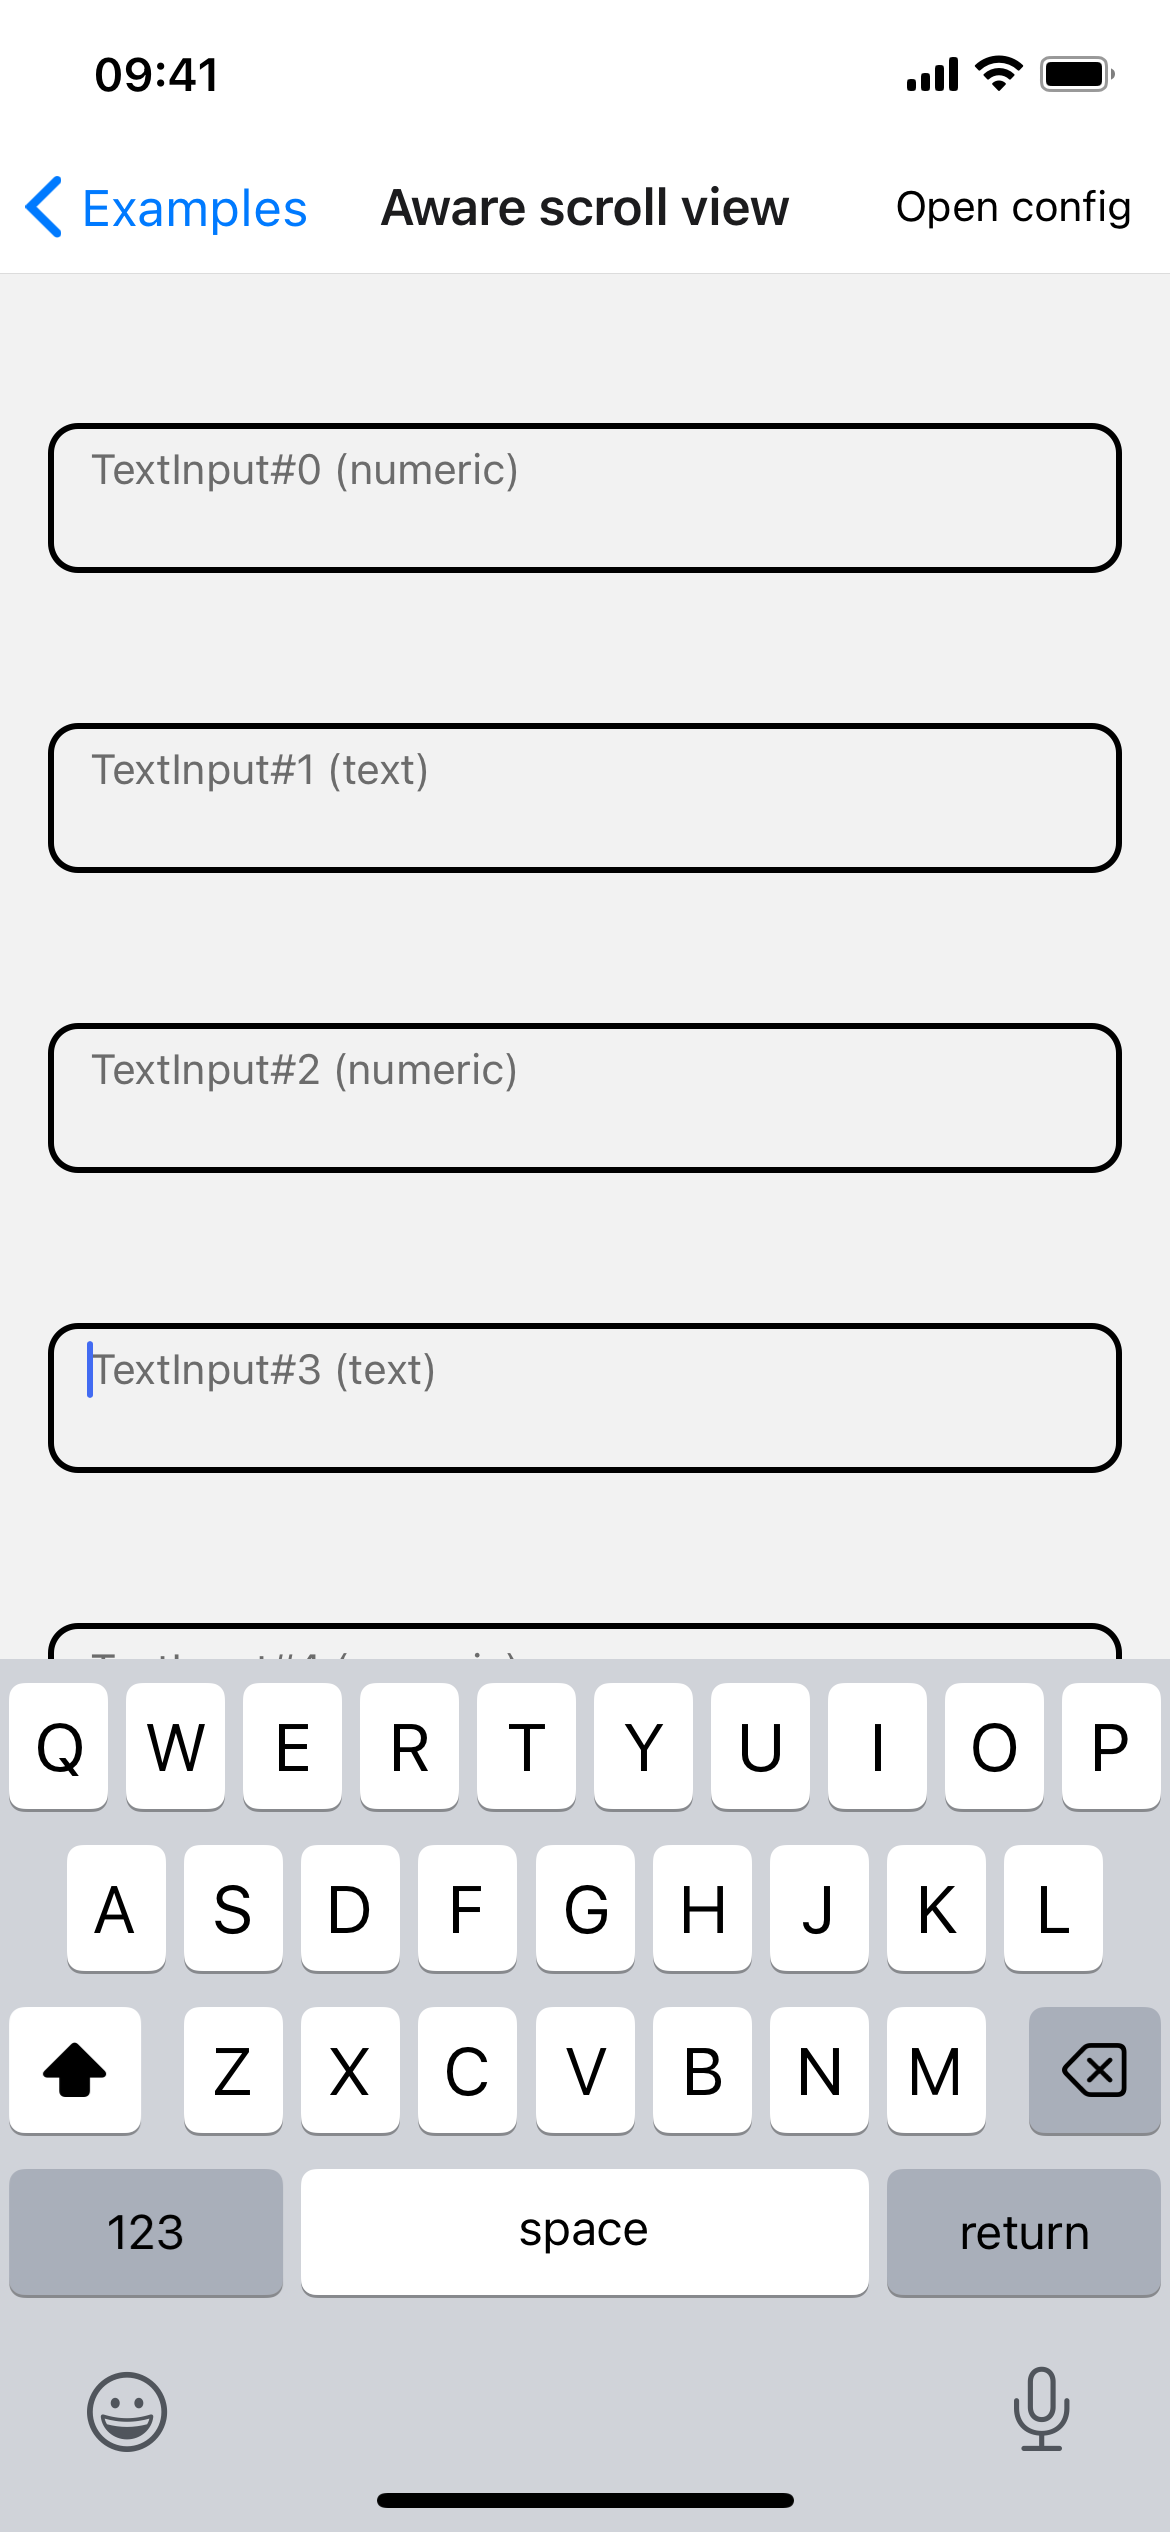 09:41
Examples
Aware scroll view
Open config
TextInput#0 (numeric)
TextInput#1 (text)
TextInput#2 (numeric)
TextInput#3 (text)
Q W E R T Y U I O P
A S D F G H J K L
Z X C V B N M
123 space return